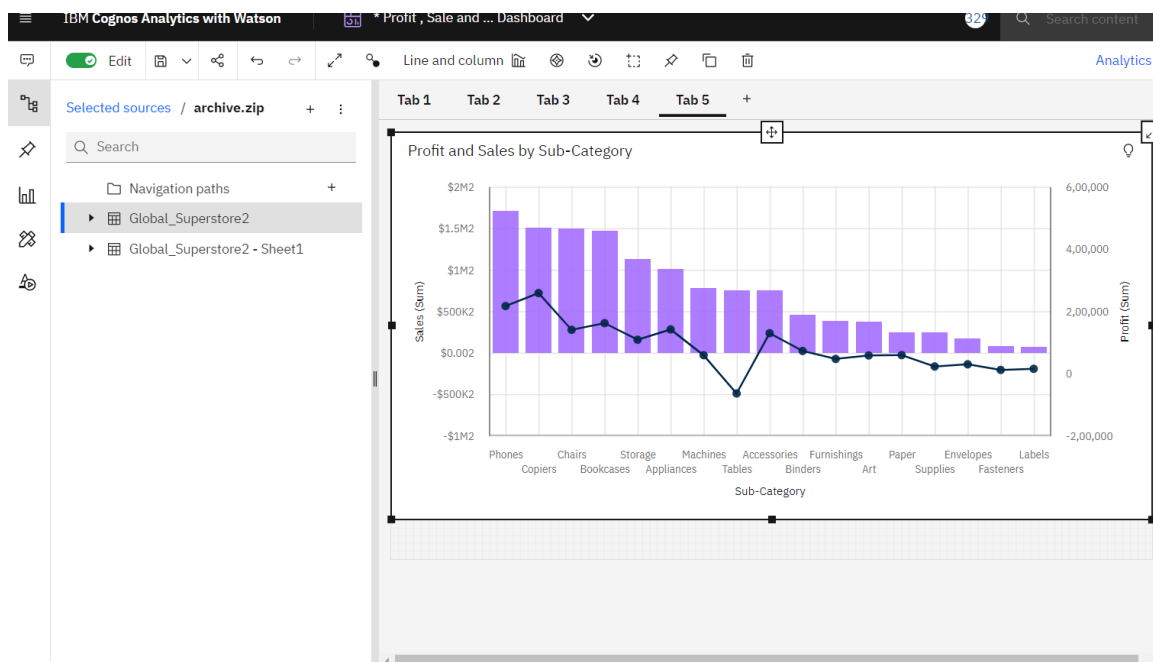 IBM Cognos Analytics with Watson
* Profit , Sale and ... Dashboard
329
Search content
Edit
Line and column
Analytics
Selected sources / archive.zip
Search
Navigation paths
Global_Superstore2
Global_Superstore2 - Sheet1
Tab 1 Tab 2 Tab 3 Tab 4 Tab 5
Profit and Sales by Sub-Category
Sales (Sum)
$2M2
$1.5M2
$1M2
$500K2
$0.002
-$500K2
-$1M2
6,00,000
4,00,000
2,00,000
0
-2,00,000
Profit (Sum)
Phones Chairs Storage Machines Accessories Furnishings Paper Envelopes Labels
Copiers Bookcases Appliances Tables Binders Art Supplies Fasteners
Sub-Category